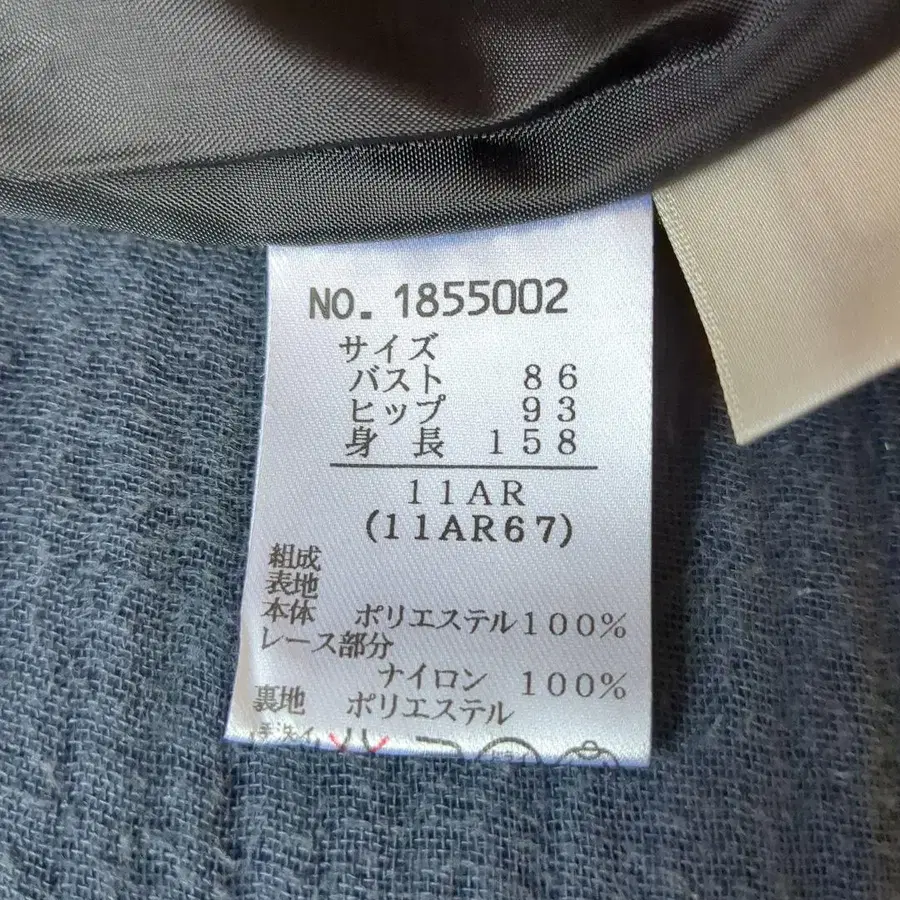 NO. 1855002
サイズ
バスト 86
ヒップ 93
身長 158
11AR
(11AR67)
組成
表地
本体 ポリエステル100%
レース部分
ナイロン 100%
裏地 ポリエステル